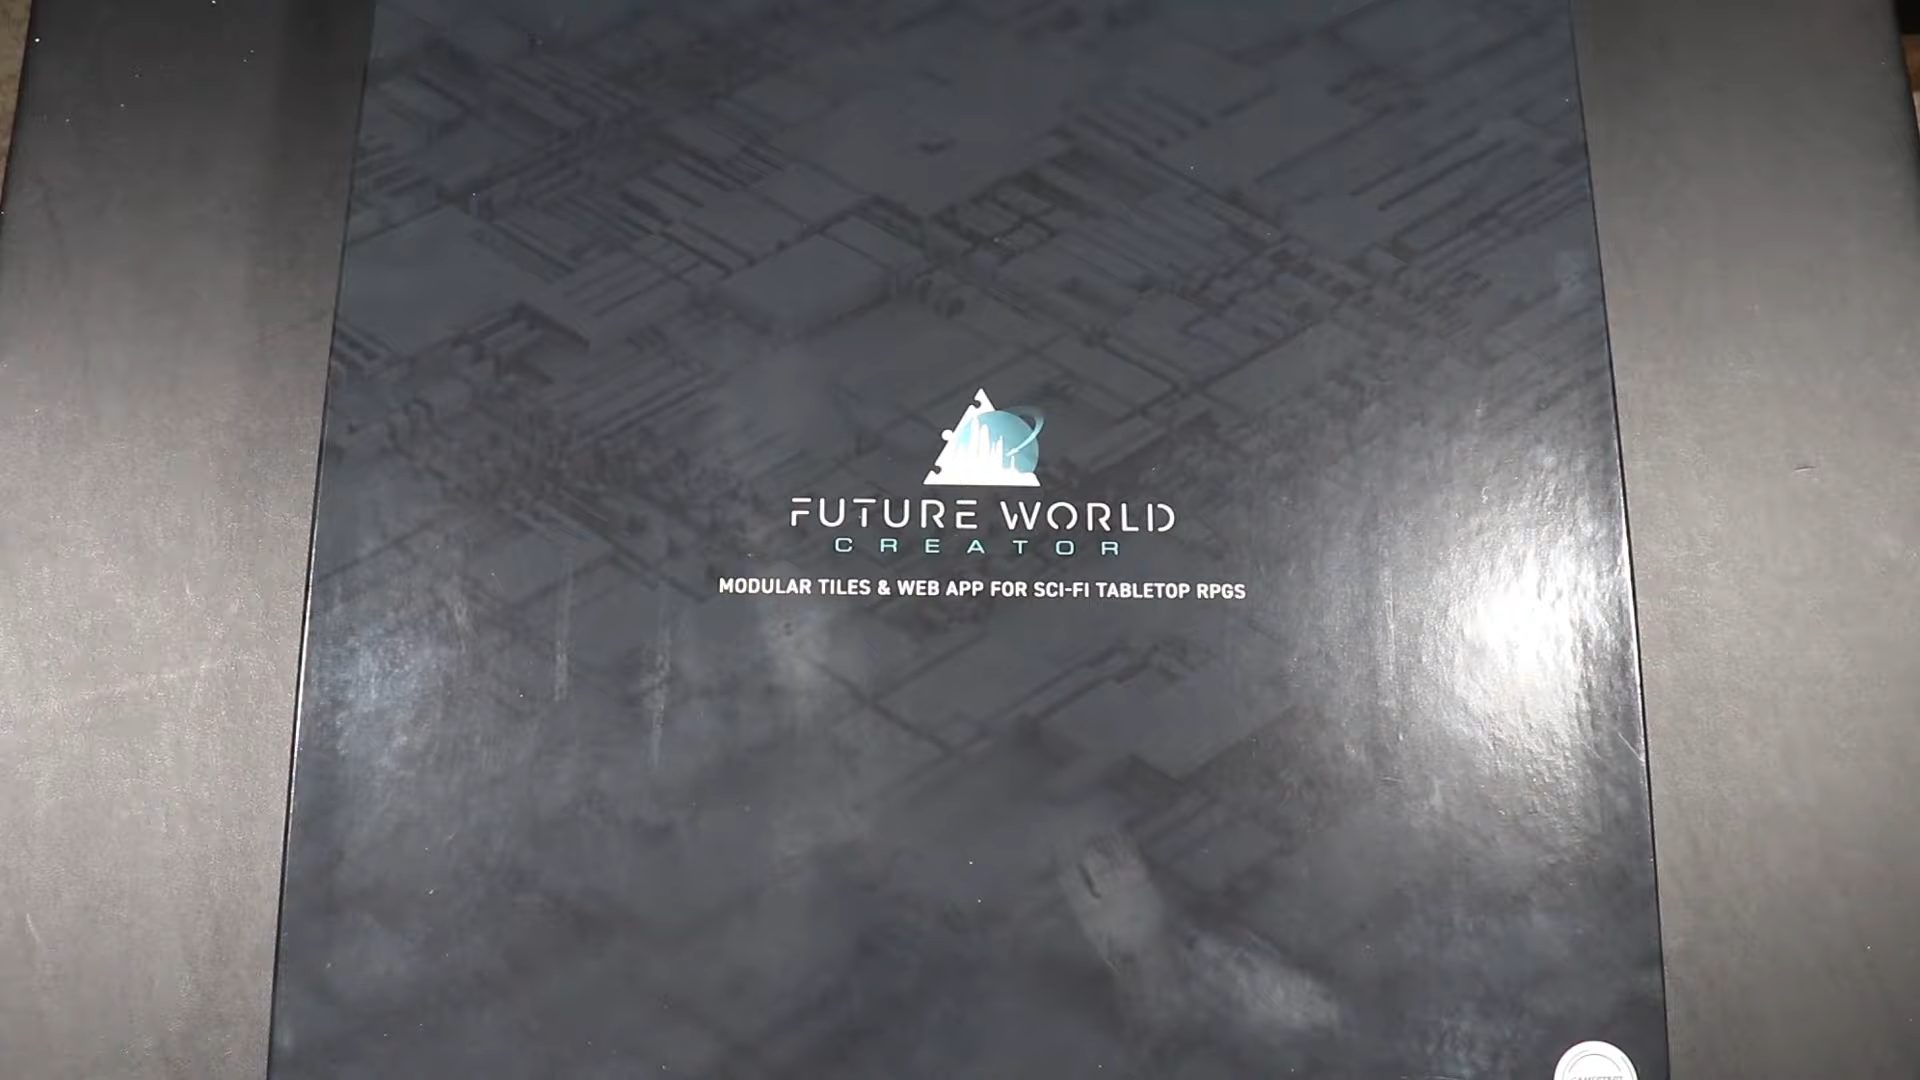 FUTURE WORLD
CREATOR
MODULAR TILES & WEB APP FOR SCI-FI TABLETOP RPGS